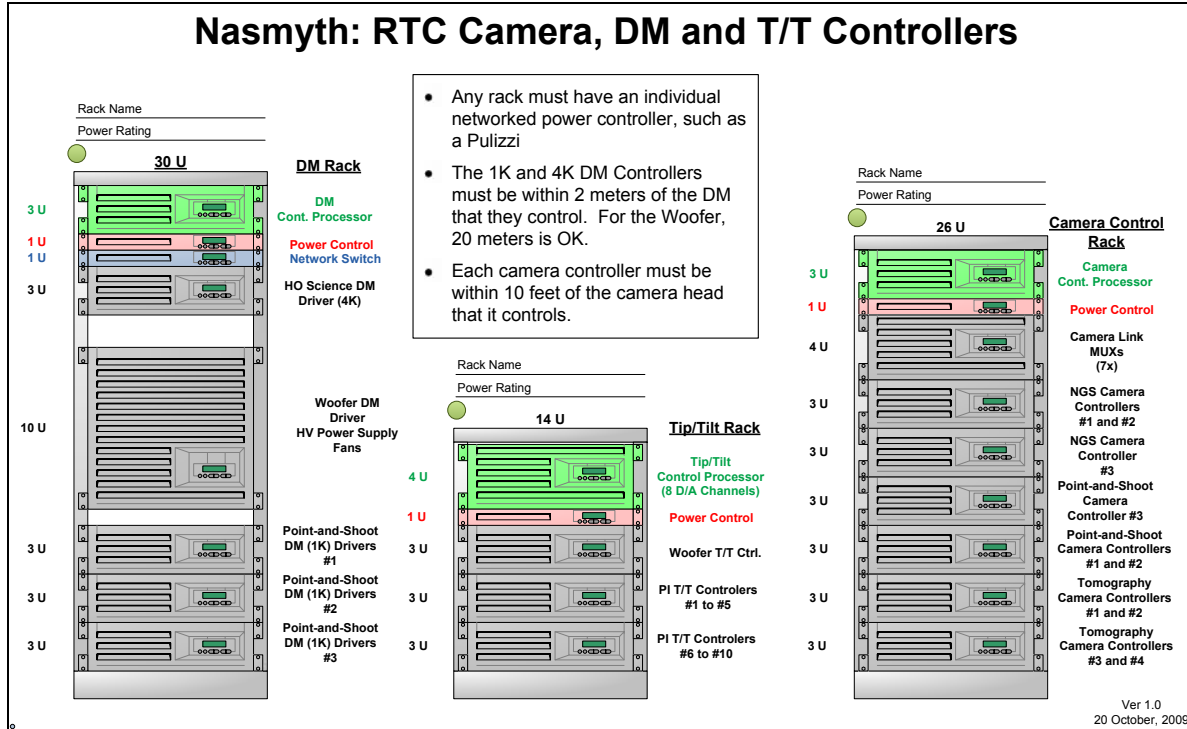 Nasmyth: RTC Camera, DM and T/T Controllers
Rack Name
Power Rating
30 U
DM Rack
3 U
DM
Cont. Processor
1 U
Power Control
1 U
Network Switch
3 U
HO Science DM
Driver (4K)
10 U
Woofer DM
Driver
HV Power Supply
Fans
3 U
Point-and-Shoot
DM (1K) Drivers
#1
3 U
Point-and-Shoot
DM (1K) Drivers
#2
3 U
Point-and-Shoot
DM (1K) Drivers
#3
• Any rack must have an individual
networked power controller, such as
a Pulizzi
• The 1K and 4K DM Controllers
must be within 2 meters of the DM
that they control. For the Woofer,
20 meters is OK.
• Each camera controller must be
within 10 feet of the camera head
that it controls.
Rack Name
Power Rating
14 U
Tip/Tilt Rack
4 U
Tip/Tilt
Control Processor
(8 D/A Channels)
1 U
Power Control
3 U
Woofer T/T Ctrl.
3 U
PI T/T Controlers
#1 to #5
3 U
PI T/T Controlers
#6 to #10
Rack Name
Power Rating
26 U
Camera Control
Rack
3 U
Camera
Cont. Processor
1 U
Power Control
4 U
Camera Link
MUXs
(7x)
3 U
NGS Camera
Controllers
#1 and #2
3 U
NGS Camera
Controller
#3
3 U
Point-and-Shoot
Camera
Controller #3
3 U
Point-and-Shoot
Camera Controllers
#1 and #2
3 U
Tomography
Camera Controllers
#1 and #2
3 U
Tomography
Camera Controllers
#3 and #4
Ver 1.0
20 October, 2009